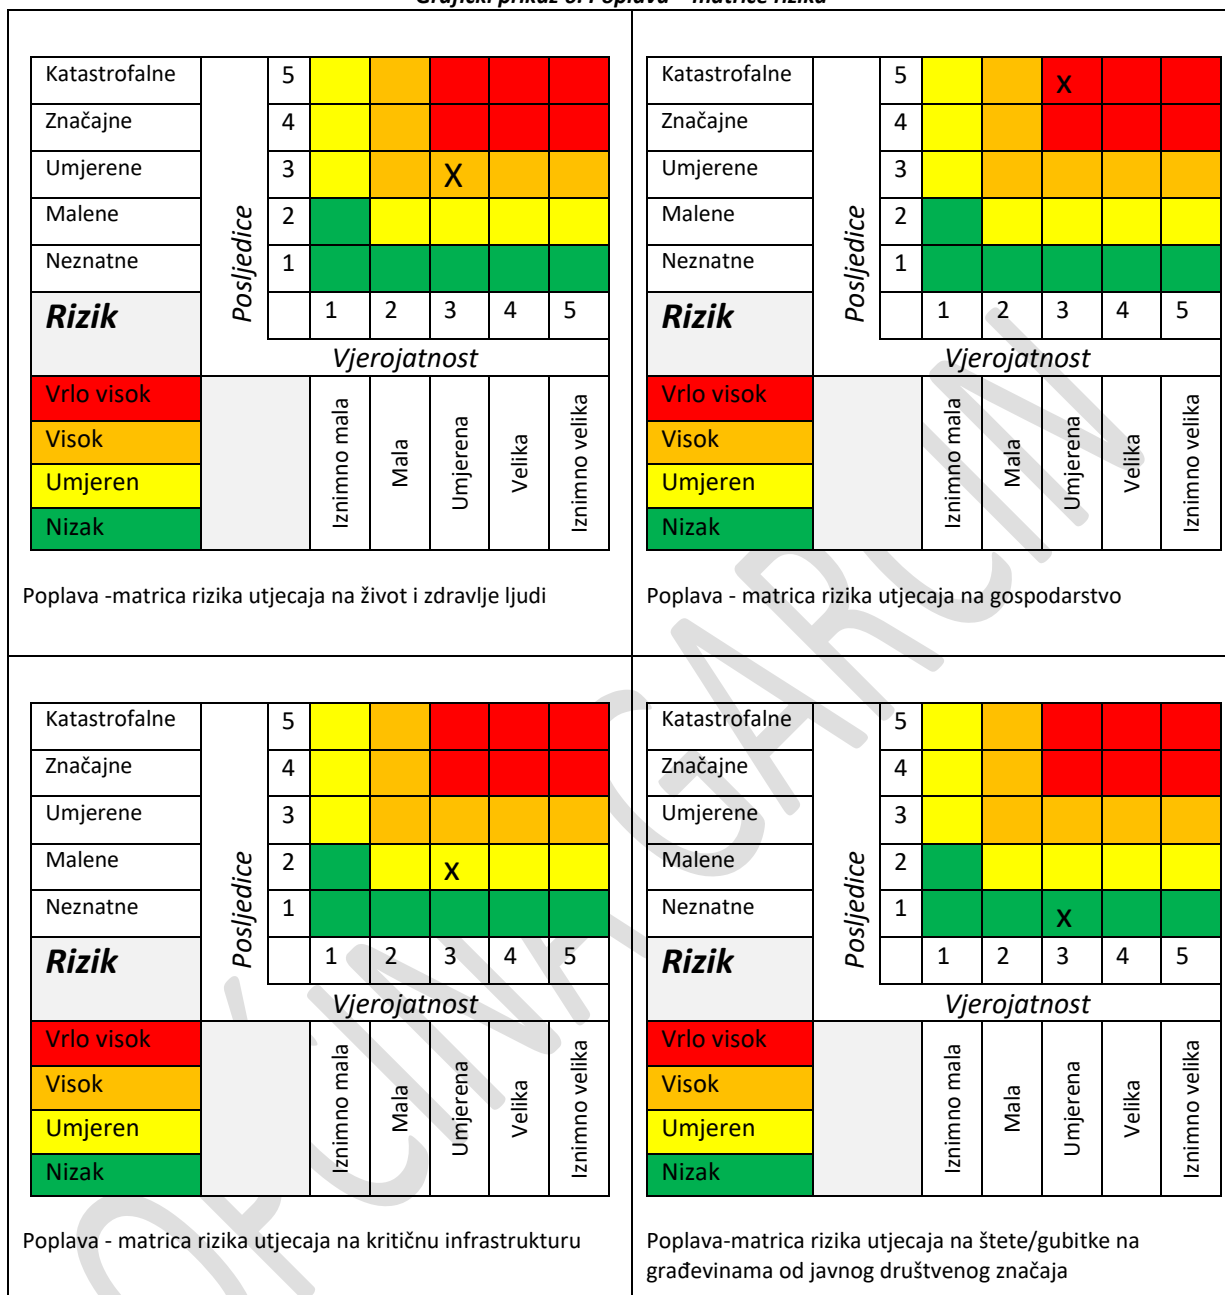 Grafički prikaz 8. Poplava – matrice rizika
Katastrofalne 5
Značajne 4
Umjerene 3 X
Malene 2
Neznatne 1
Posljedice
Rizik 1 2 3 4 5
Vjerojatnost
Vrlo visok
Visok
Umjeren
Nizak
Iznimno mala
Mala
Umjerena
Velika
Iznimno velika
Poplava -matrica rizika utjecaja na život i zdravlje ljudi
Katastrofalne 5 X
Značajne 4
Umjerene 3
Malene 2
Neznatne 1
Posljedice
Rizik 1 2 3 4 5
Vjerojatnost
Vrlo visok
Visok
Umjeren
Nizak
Iznimno mala
Mala
Umjerena
Velika
Iznimno velika
Poplava - matrica rizika utjecaja na gospodarstvo
Katastrofalne 5
Značajne 4
Umjerene 3
Malene 2 X
Neznatne 1
Posljedice
Rizik 1 2 3 4 5
Vjerojatnost
Vrlo visok
Visok
Umjeren
Nizak
Iznimno mala
Mala
Umjerena
Velika
Iznimno velika
Poplava - matrica rizika utjecaja na kritičnu infrastrukturu
Katastrofalne 5
Značajne 4
Umjerene 3
Malene 2
Neznatne 1 X
Posljedice
Rizik 1 2 3 4 5
Vjerojatnost
Vrlo visok
Visok
Umjeren
Nizak
Iznimno mala
Mala
Umjerena
Velika
Iznimno velika
Poplava-matrica rizika utjecaja na štete/gubitke na
građevinama od javnog društvenog značaja
OPĆINA GARCIN